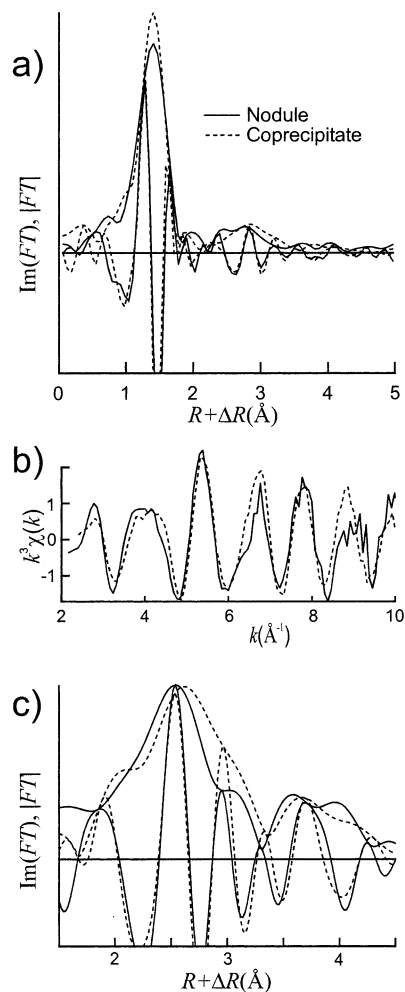 a)
Nodule
Coprecipitate
Im(FT), |FT|
0 1 2 3 4 5
R+ΔR(Å)
b)
k³χ(k)
1
0
-1
2 4 6 8 10
k(Å⁻¹)
c)
Im(FT), |FT|
2 3 4
R+ΔR(Å)